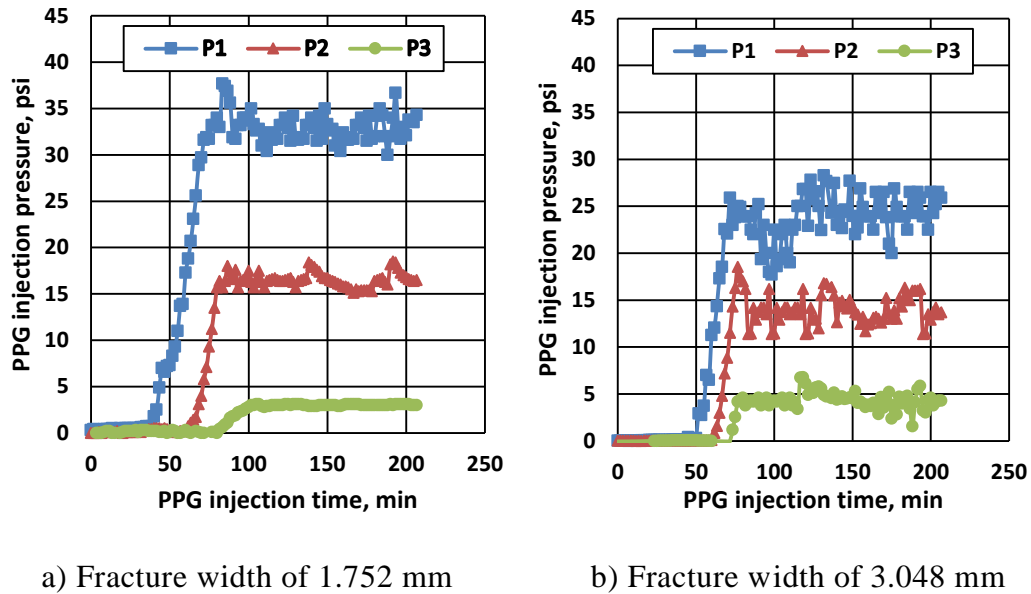 45
40
35
30
25
20
15
10
5
0
PPG injection pressure, psi
P1 P2 P3
0 50 100 150 200 250
PPG injection time, min
a) Fracture width of 1.752 mm
45
40
35
30
25
20
15
10
5
0
PPG injection pressure, psi
P1 P2 P3
0 50 100 150 200 250
PPG injection time, min
b) Fracture width of 3.048 mm